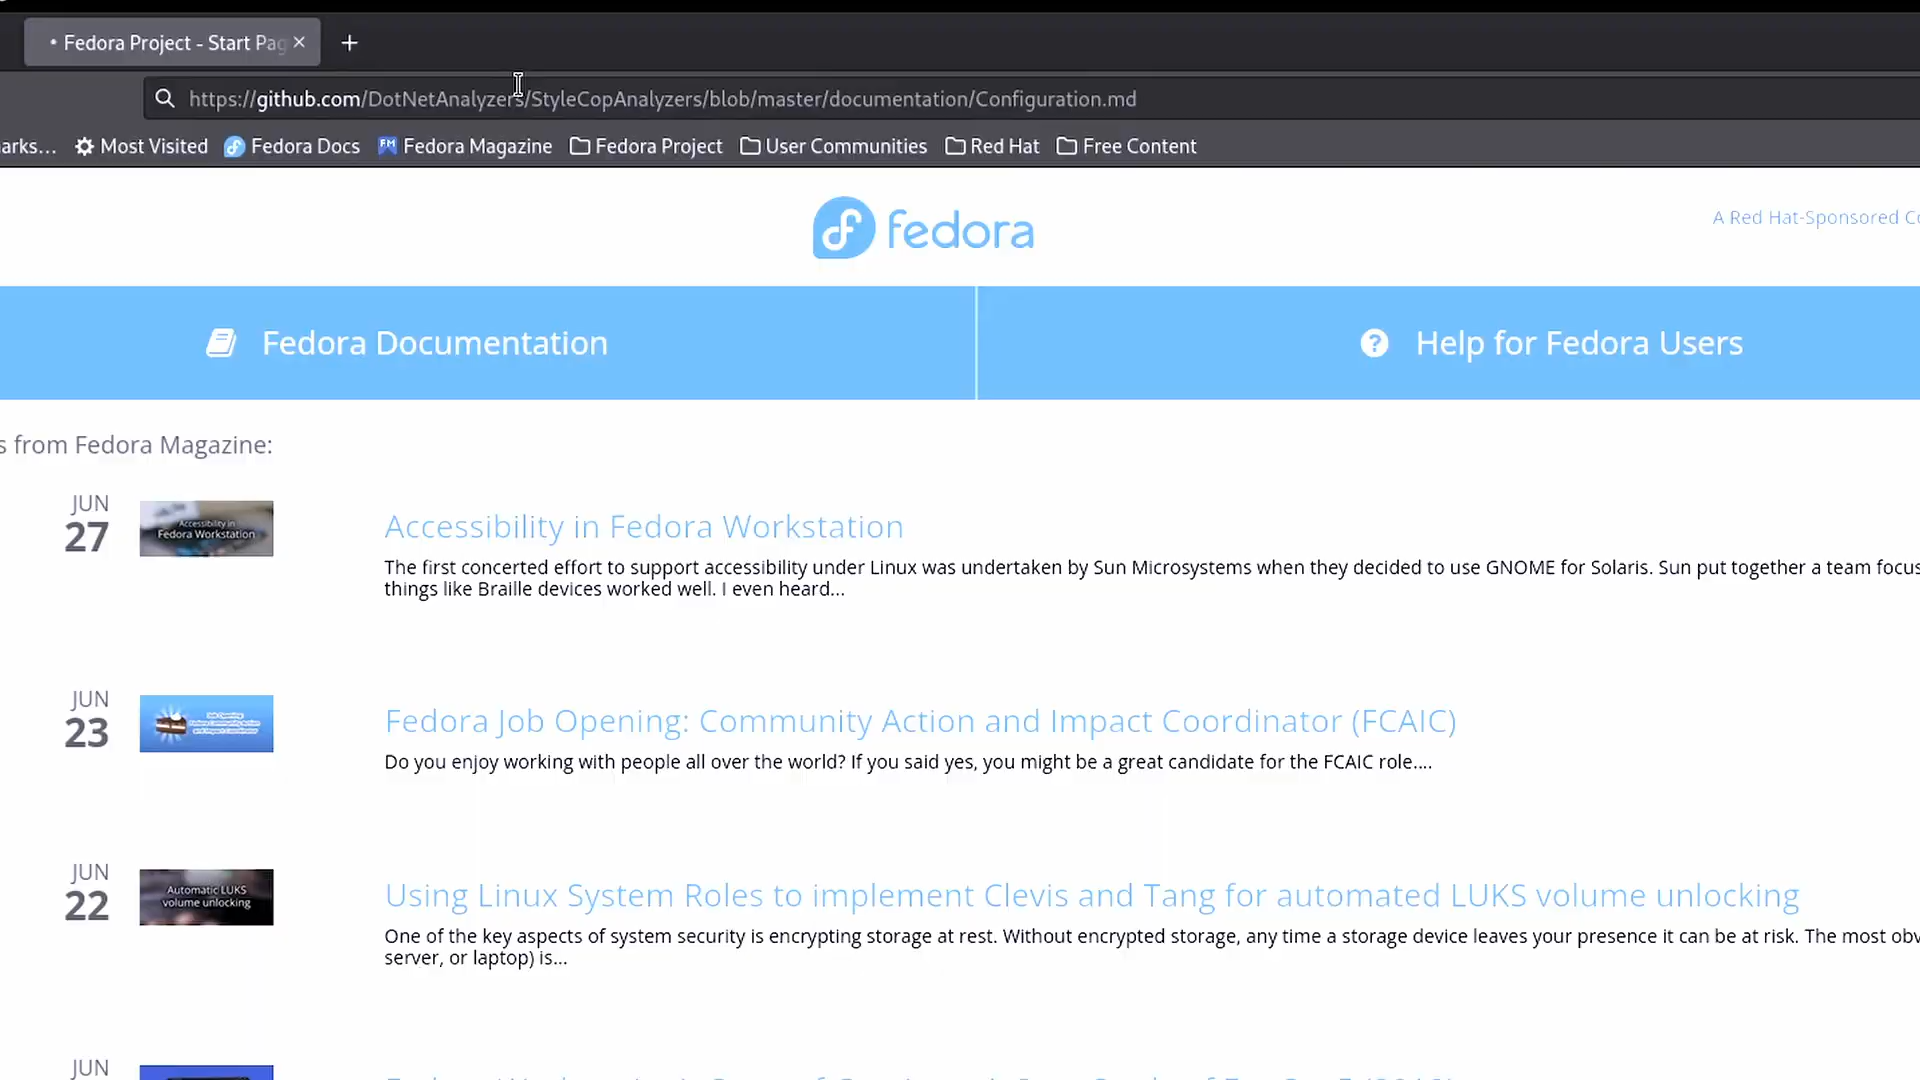 Fedora Project - Start Pag
https://github.com/DotNetAnalyzers/StyleCopAnalyzers/blob/master/documentation/Configuration.md
arks... Most Visited Fedora Docs FM Fedora Magazine Fedora Project User Communities Red Hat Free Content
fedora
A Red Hat-Sponsored Co
Fedora Documentation
Help for Fedora Users
s from Fedora Magazine:
JUN
27
Accessibility in
Fedora Workstation
Accessibility in Fedora Workstation
The first concerted effort to support accessibility under Linux was undertaken by Sun Microsystems when they decided to use GNOME for Solaris. Sun put together a team focus
things like Braille devices worked well. I even heard...
JUN
23
Fedora Job Opening: Community Action and Impact Coordinator (FCAIC)
Do you enjoy working with people all over the world? If you said yes, you might be a great candidate for the FCAIC role....
JUN
22
Automatic LUKS
volume unlocking
Using Linux System Roles to implement Clevis and Tang for automated LUKS volume unlocking
One of the key aspects of system security is encrypting storage at rest. Without encrypted storage, any time a storage device leaves your presence it can be at risk. The most obv
server, or laptop) is...
JUN